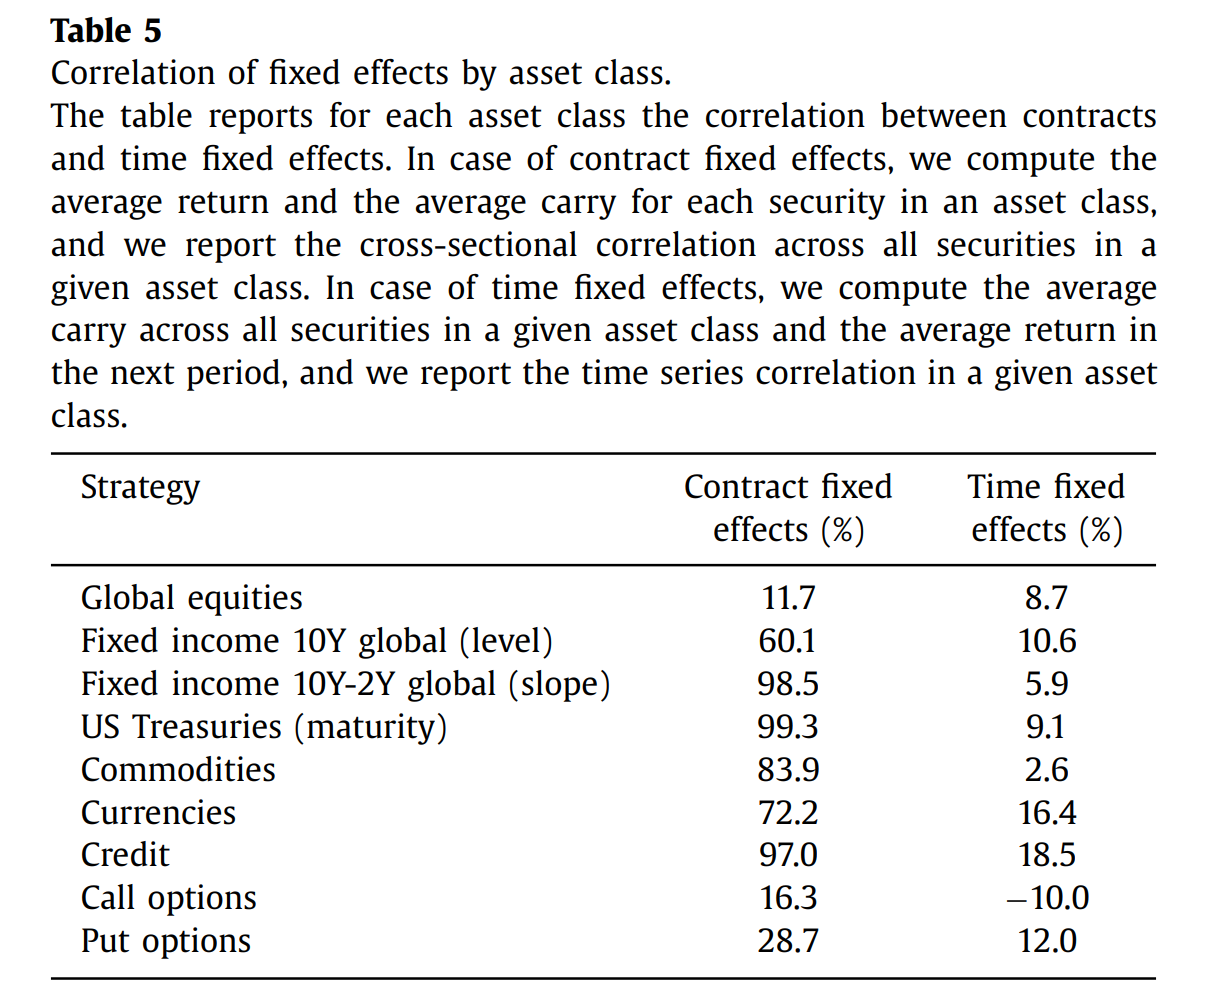 Table 5
Correlation of fixed effects by asset class.
The table reports for each asset class the correlation between contracts
and time fixed effects. In case of contract fixed effects, we compute the
average return and the average carry for each security in an asset class,
and we report the cross-sectional correlation across all securities in a
given asset class. In case of time fixed effects, we compute the average
carry across all securities in a given asset class and the average return in
the next period, and we report the time series correlation in a given asset
class.
Strategy Contract fixed Time fixed
effects (%) effects (%)
Global equities 11.7 8.7
Fixed income 10Y global (level) 60.1 10.6
Fixed income 10Y-2Y global (slope) 98.5 5.9
US Treasuries (maturity) 99.3 9.1
Commodities 83.9 2.6
Currencies 72.2 16.4
Credit 97.0 18.5
Call options 16.3 −10.0
Put options 28.7 12.0